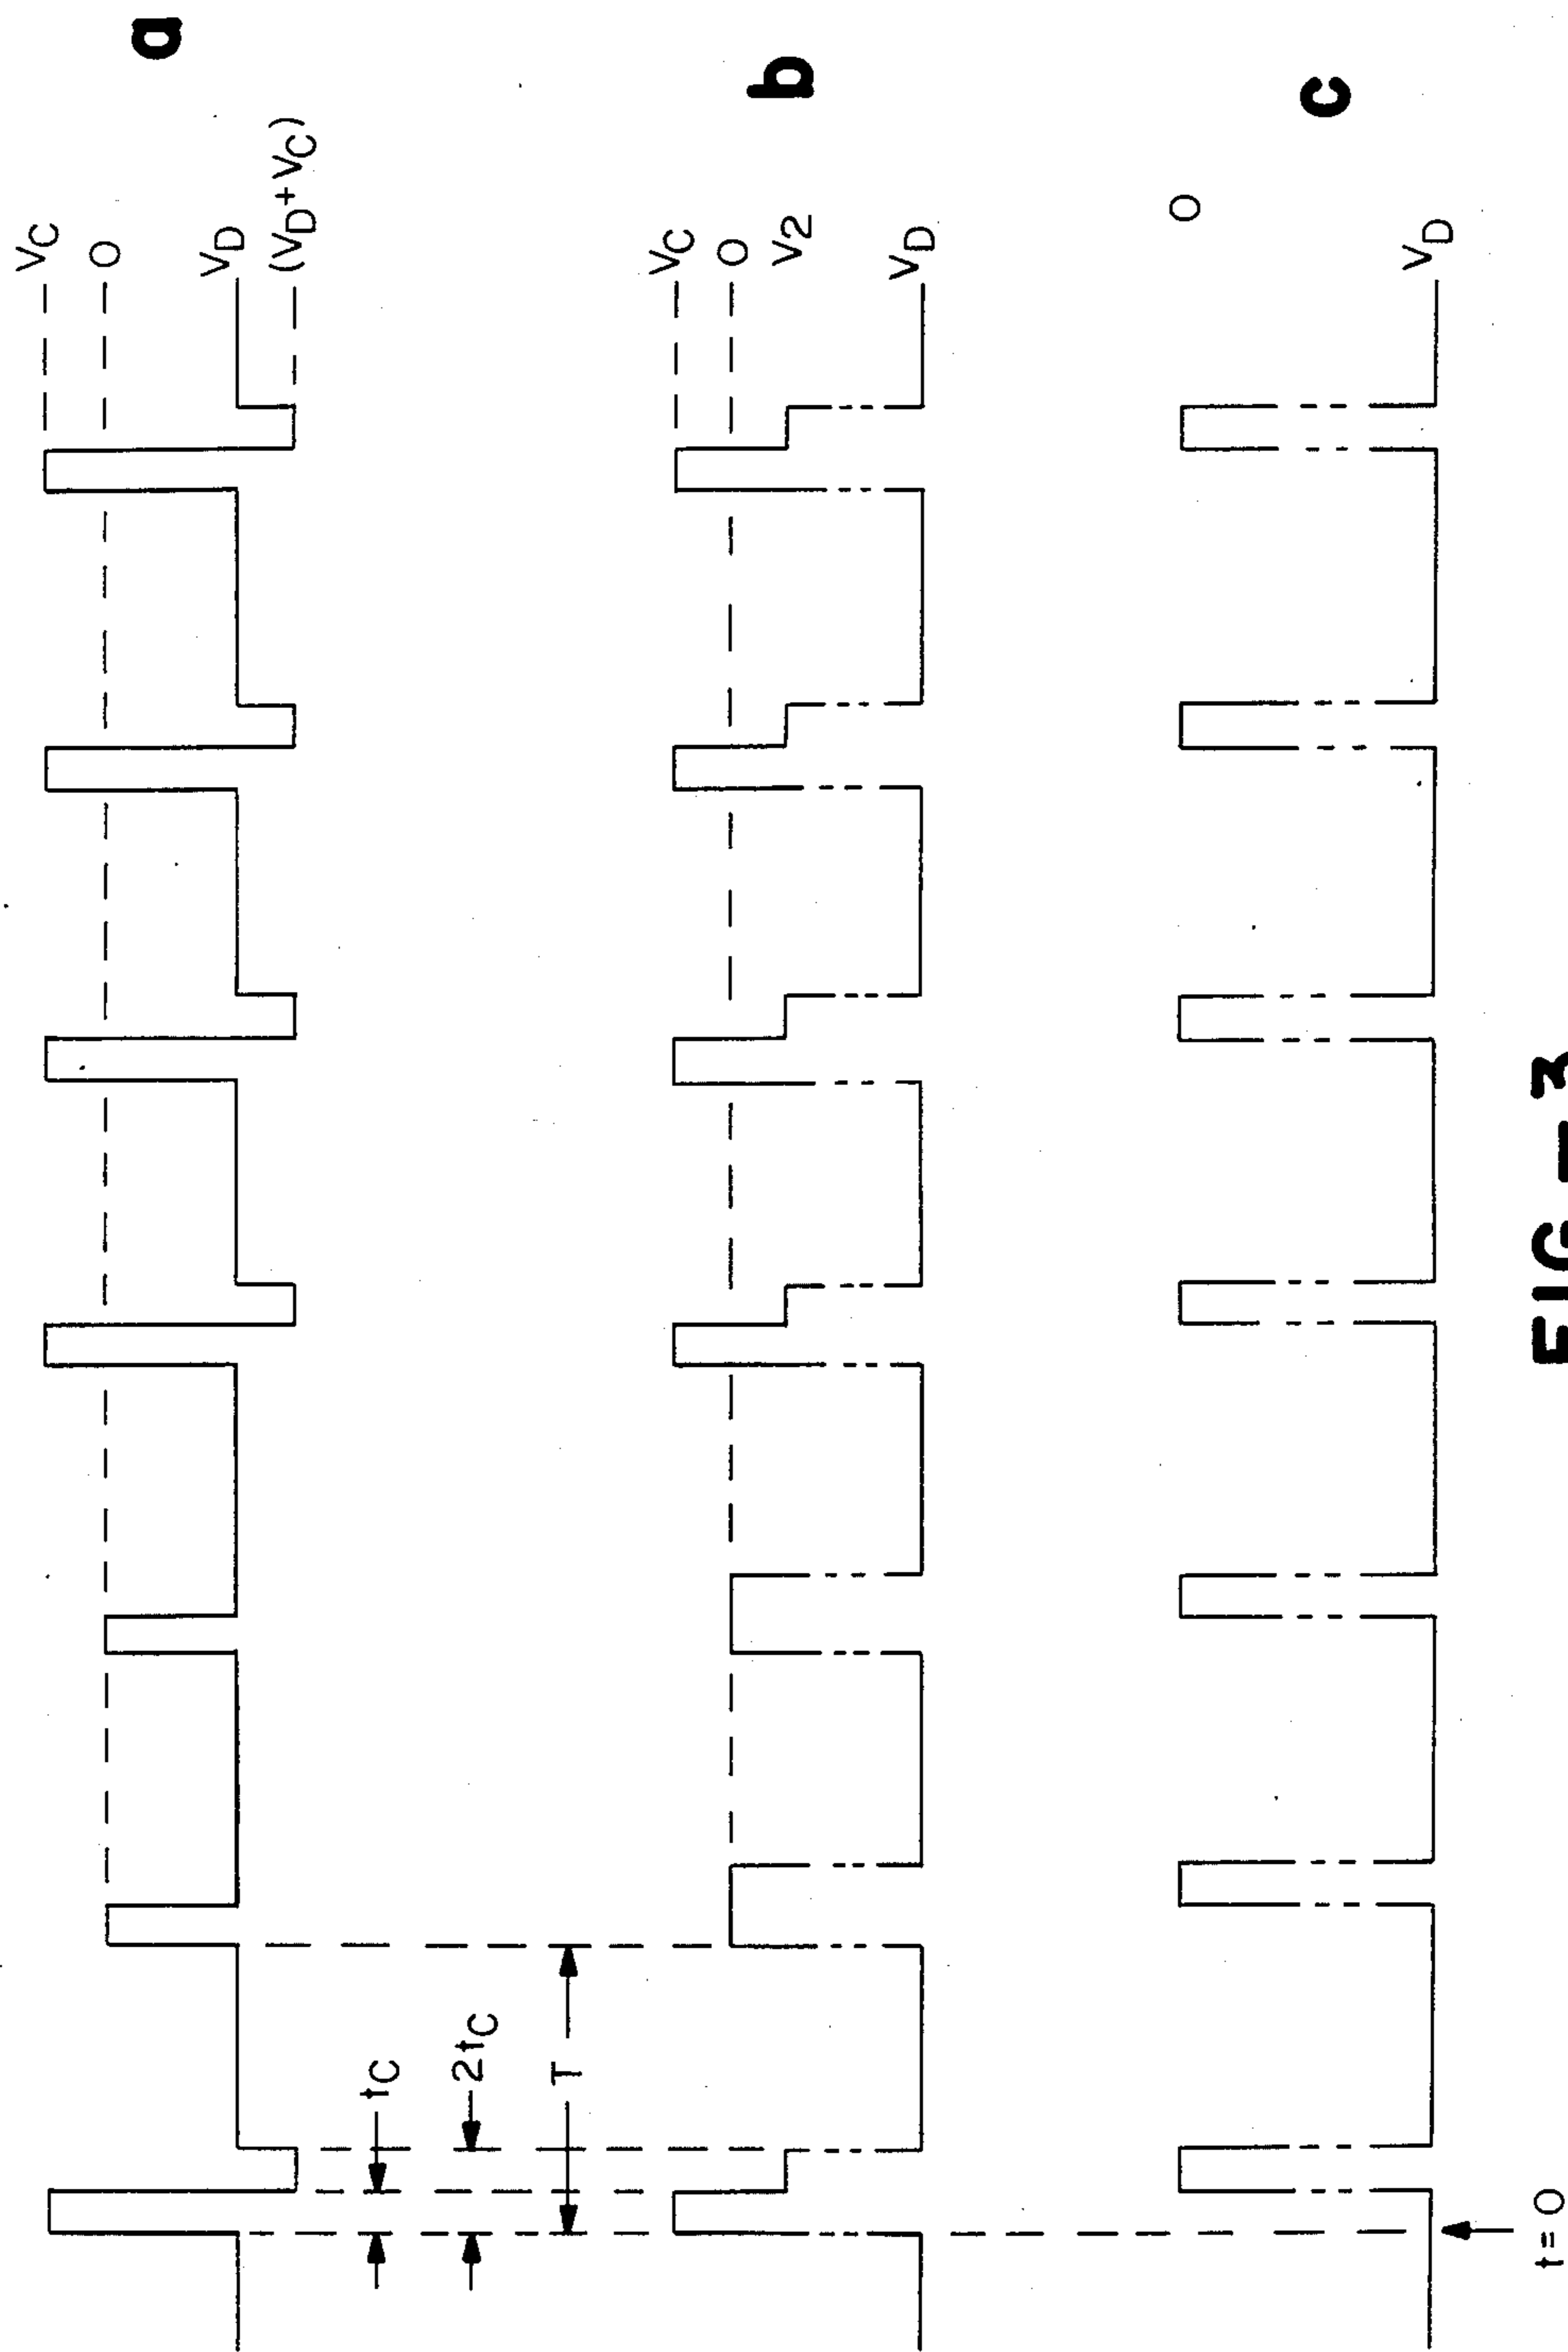 a
V_C
0
V_D
(V_D + V_C)
t_C
2t_C
T
b
V_C
0
V_2
V_D
c
0
V_D
t = 0
FIG — 3